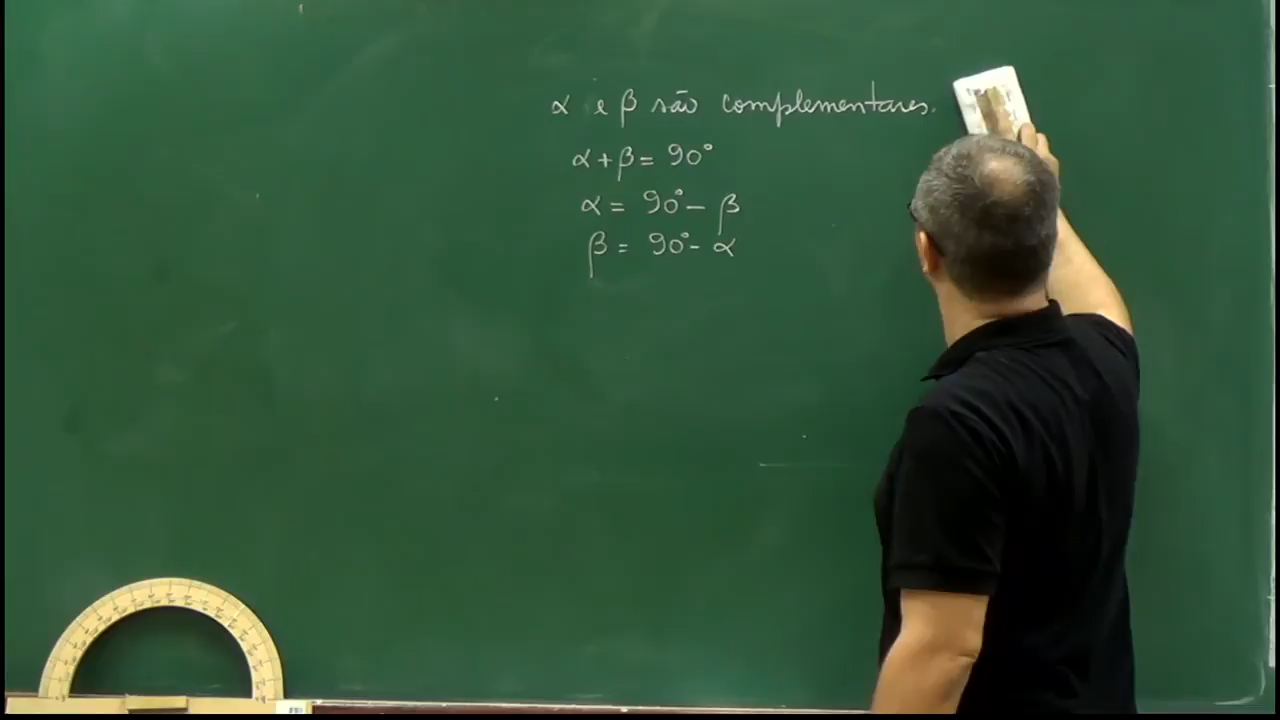 α e β são complementares.
α + β = 90°
α = 90° - β
β = 90° - α